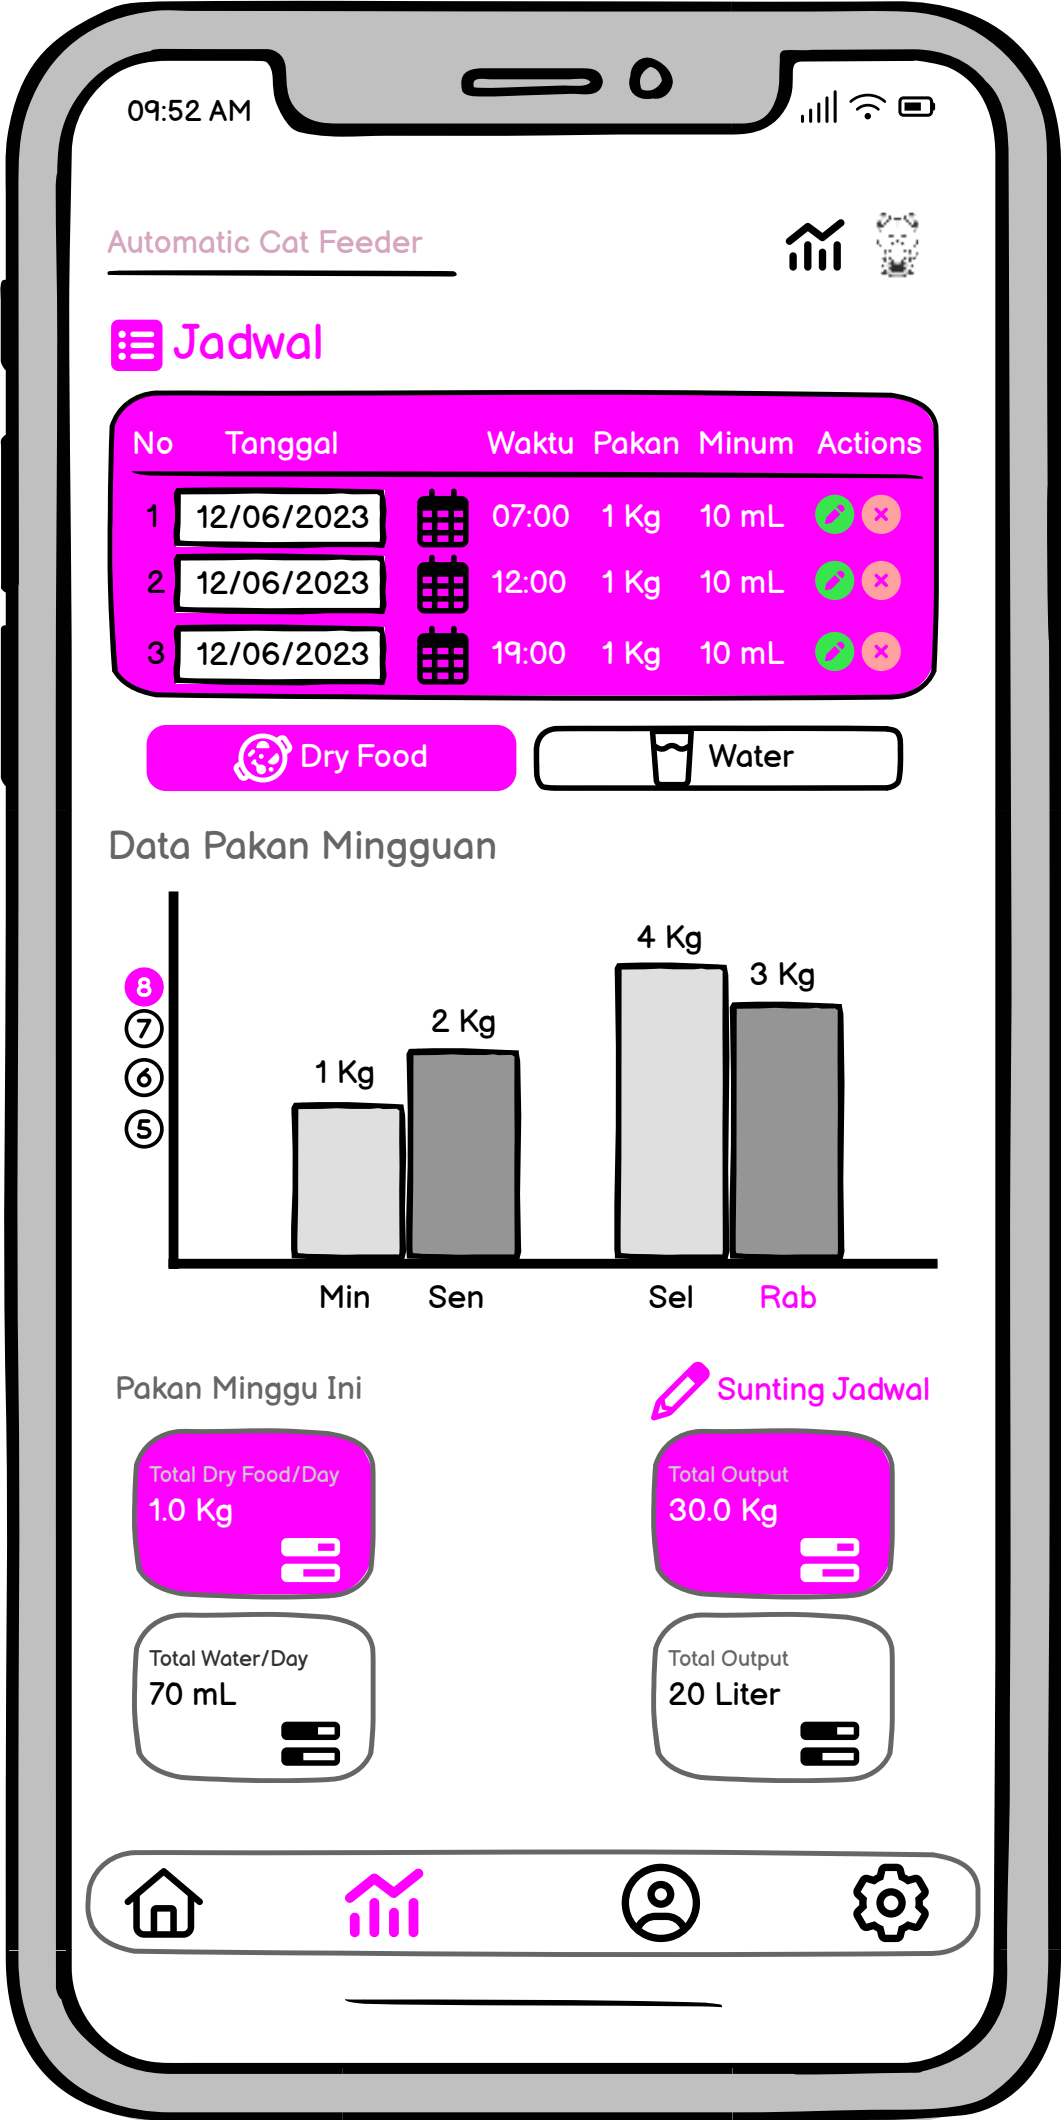 09:52 AM
Automatic Cat Feeder
Jadwal
No Tanggal Waktu Pakan Minum Actions
1 12/06/2023 07:00 1 Kg 10 mL
2 12/06/2023 12:00 1 Kg 10 mL
3 12/06/2023 19:00 1 Kg 10 mL
Dry Food Water
Data Pakan Mingguan
4 Kg
3 Kg
8
2 Kg
7
1 Kg
6
5
Min Sen Sel Rab
Pakan Minggu Ini Sunting Jadwal
Total Dry Food/Day Total Output
1.0 Kg 30.0 Kg
Total Water/Day Total Output
70 mL 20 Liter